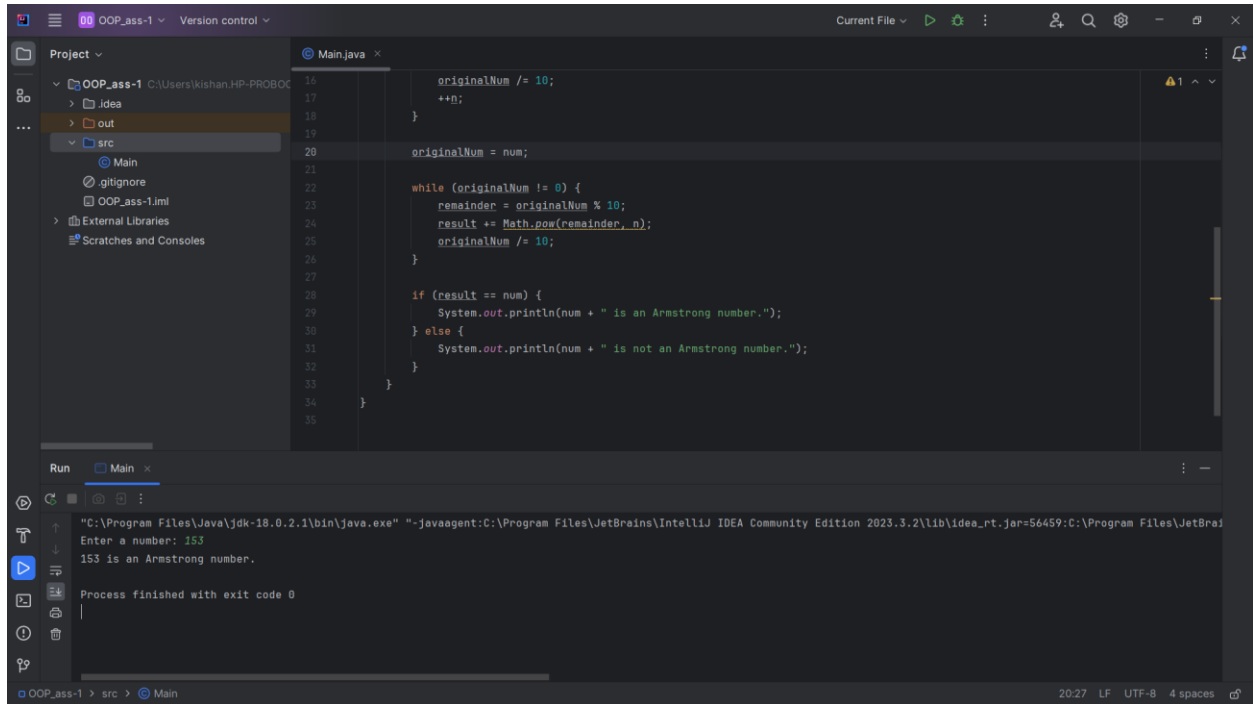 OO OOP_ass-1 Version control Current File
Project
Main.java
OOP_ass-1 C:\Users\kishan.HP-PROBOO
.idea
out
src
Main
.gitignore
OOP_ass-1.iml
External Libraries
Scratches and Consoles
16 originalNum /= 10;
17 ++n;
18 }
19
20 originalNum = num;
21
22 while (originalNum != 0) {
23 remainder = originalNum % 10;
24 result += Math.pow(remainder, n);
25 originalNum /= 10;
26 }
27
28 if (result == num) {
29 System.out.println(num + " is an Armstrong number.");
30 } else {
31 System.out.println(num + " is not an Armstrong number.");
32 }
33 }
34 }
35
1
Run Main
"C:\Program Files\Java\jdk-18.0.2.1\bin\java.exe" "-javaagent:C:\Program Files\JetBrains\IntelliJ IDEA Community Edition 2023.3.2\lib\idea_rt.jar=56459:C:\Program Files\JetBrai
Enter a number: 153
153 is an Armstrong number.
Process finished with exit code 0
OOP_ass-1 > src > Main 20:27 LF UTF-8 4 spaces